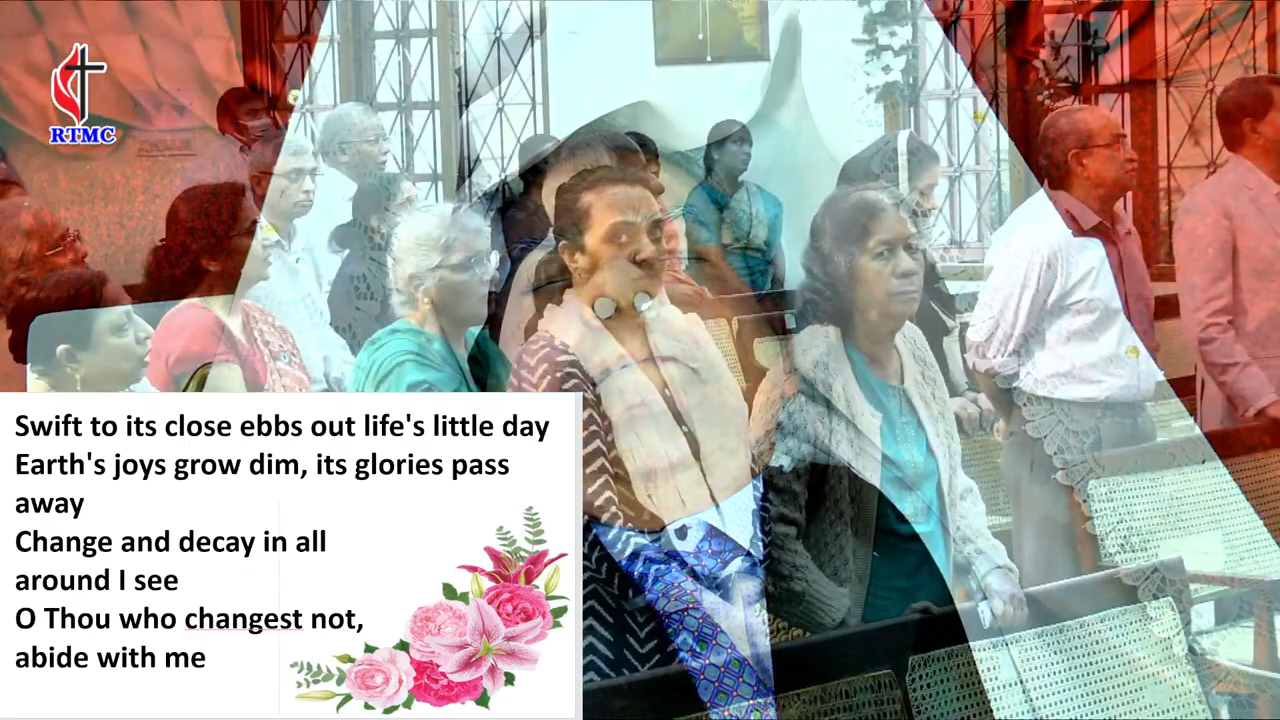 RTMC
Swift to its close ebbs out life's little day
Earth's joys grow dim, its glories pass
away
Change and decay in all
around I see
O Thou who changest not,
abide with me